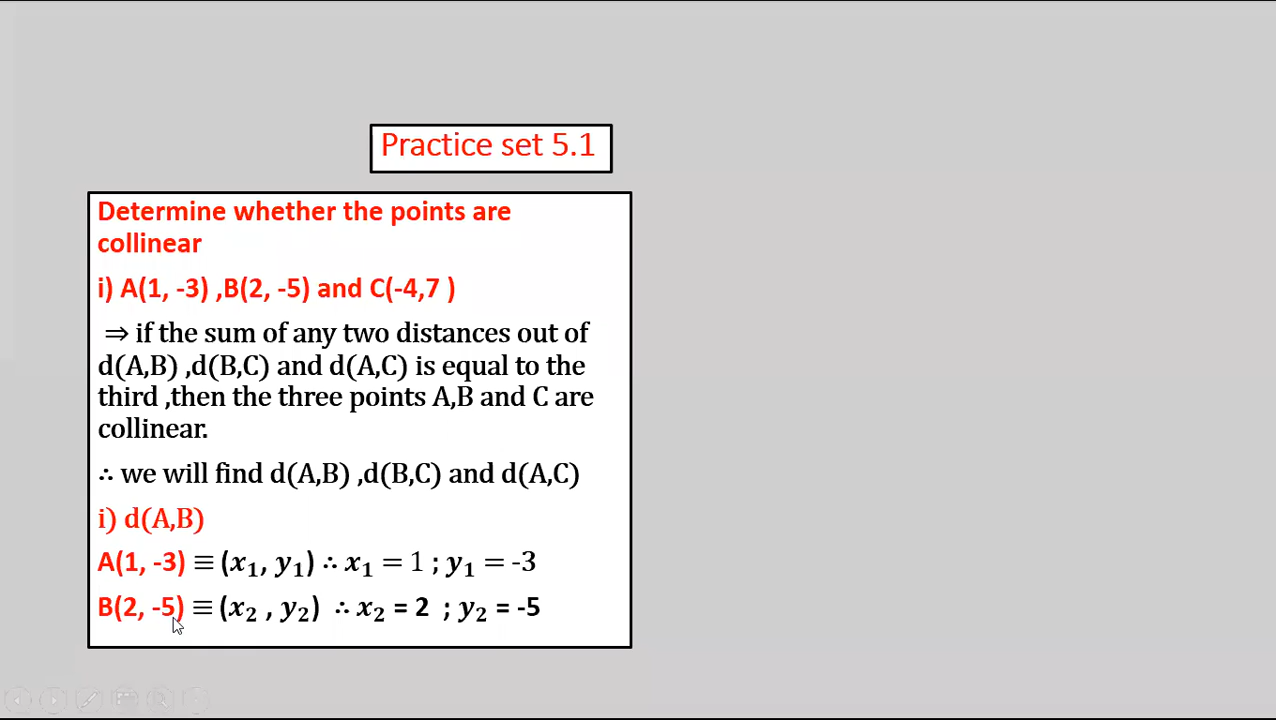 Practice set 5.1
Determine whether the points are
collinear
i) A(1, -3) ,B(2, -5) and C(-4,7 )
⇒ if the sum of any two distances out of
d(A,B) ,d(B,C) and d(A,C) is equal to the
third ,then the three points A,B and C are
collinear.
∴ we will find d(A,B) ,d(B,C) and d(A,C)
i) d(A,B)
A(1, -3) ≡ (x₁, y₁) ∴ x₁ = 1 ; y₁ = -3
B(2, -5) ≡ (x₂ , y₂) ∴ x₂ = 2 ; y₂ = -5